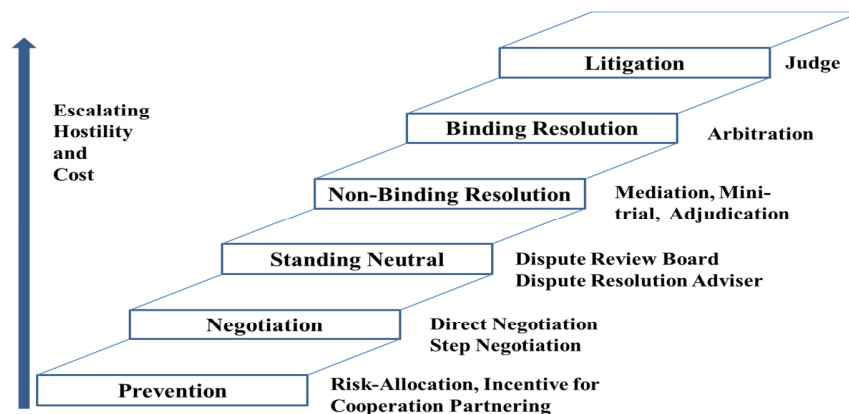 Litigation
Judge
Escalating
Hostility
and
Cost
Binding Resolution
Arbitration
Non-Binding Resolution
Mediation, Mini-
trial, Adjudication
Standing Neutral
Dispute Review Board
Dispute Resolution Adviser
Negotiation
Direct Negotiation
Step Negotiation
Prevention
Risk-Allocation, Incentive for
Cooperation Partnering